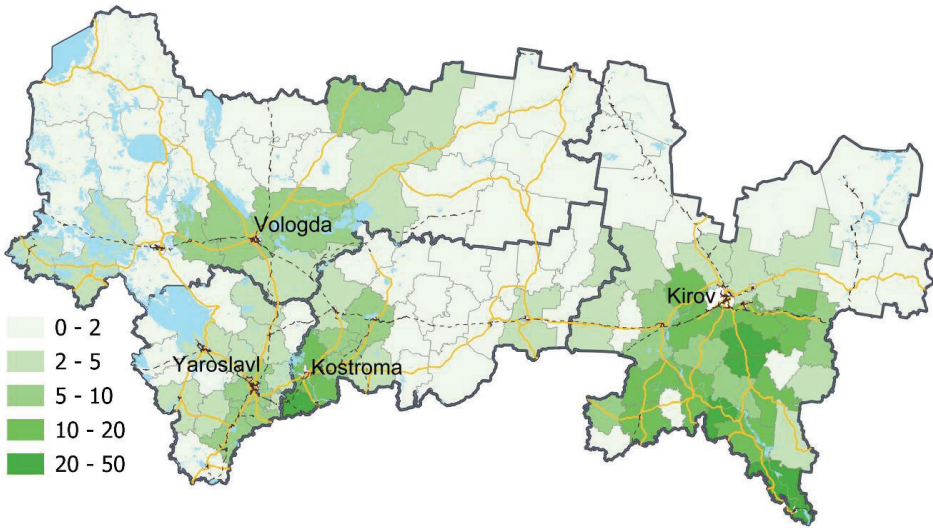 Vologda
Kirov
0 - 2
2 - 5
Yaroslavl
Kostroma
5 - 10
10 - 20
20 - 50